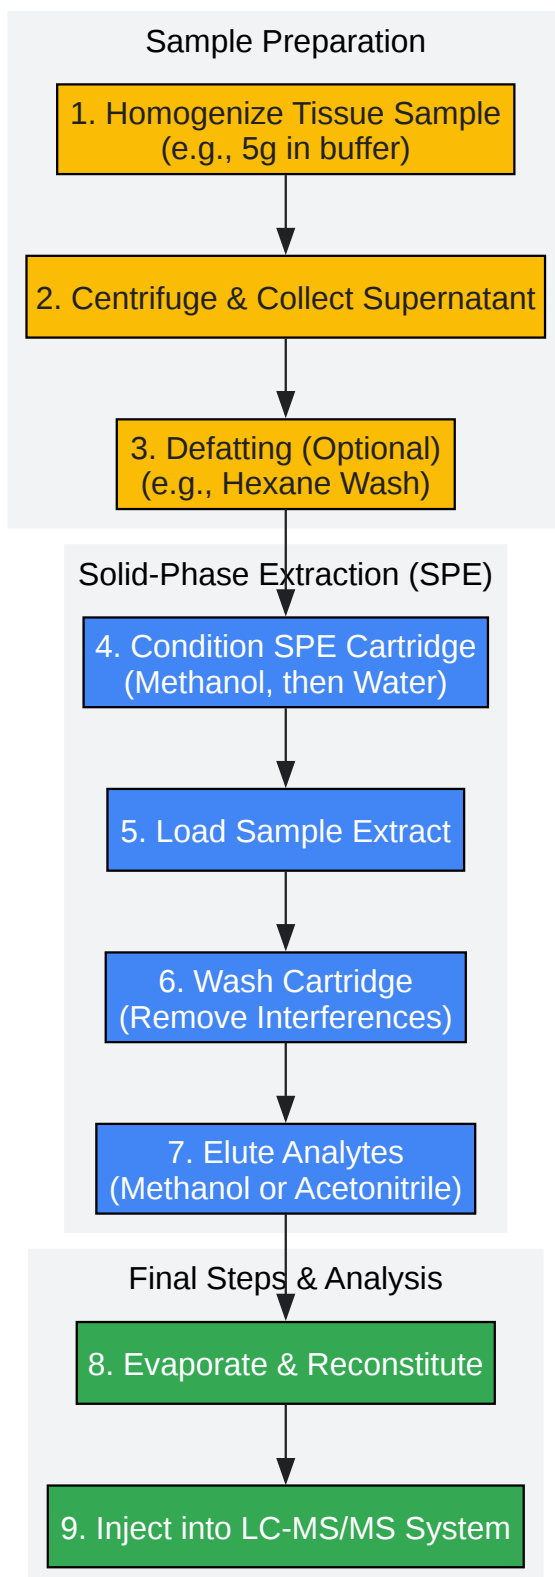 Sample Preparation
1. Homogenize Tissue Sample
(e.g., 5g in buffer)
2. Centrifuge & Collect Supernatant
3. Defatting (Optional)
(e.g., Hexane Wash)
Solid-Phase Extraction (SPE)
4. Condition SPE Cartridge
(Methanol, then Water)
5. Load Sample Extract
6. Wash Cartridge
(Remove Interferences)
7. Elute Analytes
(Methanol or Acetonitrile)
Final Steps & Analysis
8. Evaporate & Reconstitute
9. Inject into LC-MS/MS System